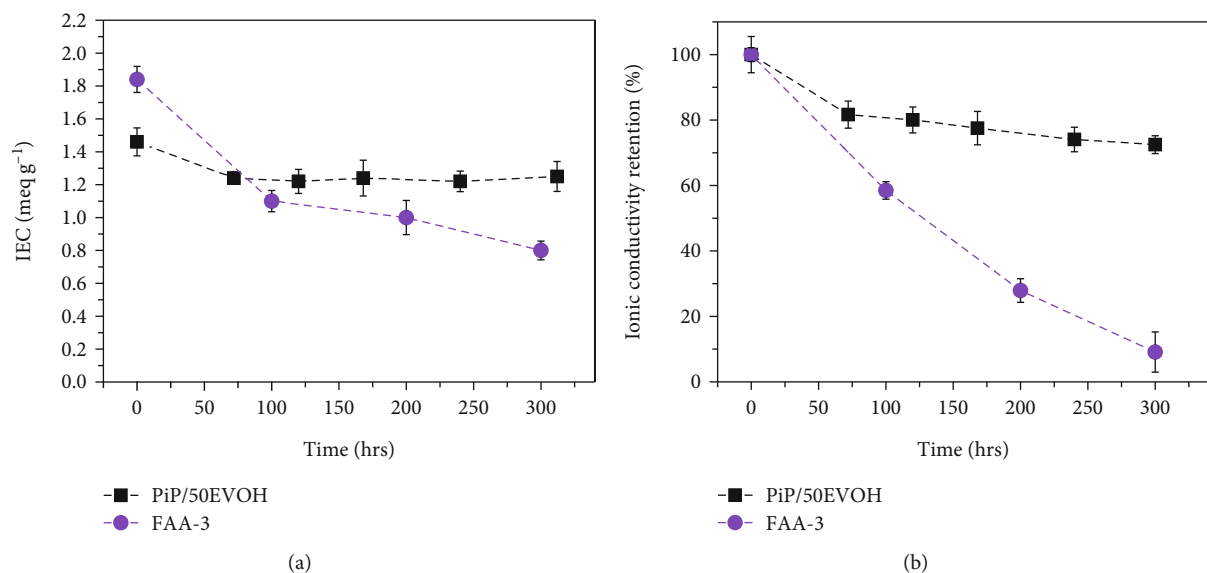 2.2
2.0
1.8
1.6
1.4
1.2
1.0
0.8
0.6
0.4
0.2
0.0
IEC (meq g⁻¹)
0 50 100 150 200 250 300
Time (hrs)
PiP/50EVOH
FAA-3
(a)
100
80
60
40
20
0
Ionic conductivity retention (%)
0 50 100 150 200 250 300
Time (hrs)
PiP/50EVOH
FAA-3
(b)